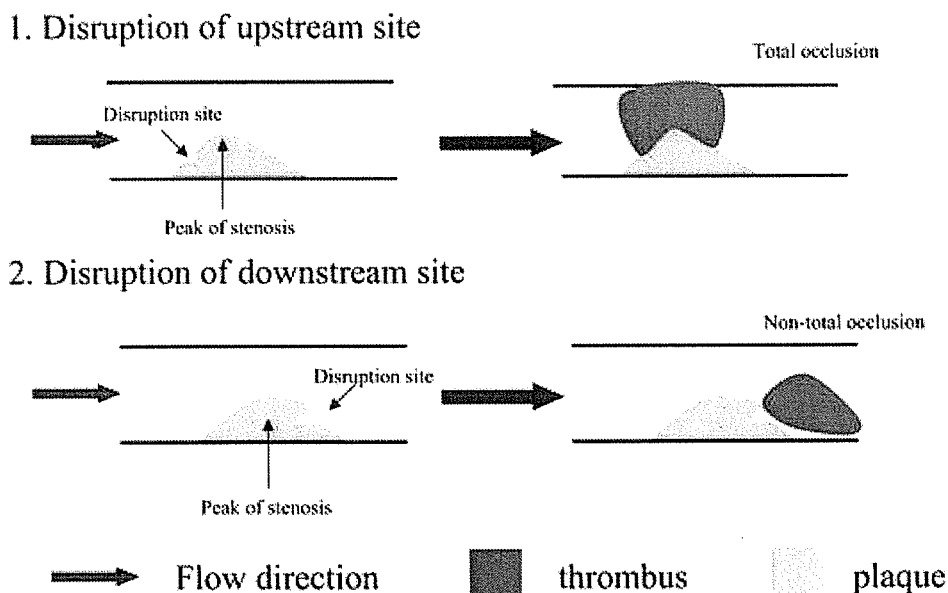 1. Disruption of upstream site
Total occlusion
Disruption site
Peak of stenosis
2. Disruption of downstream site
Non-total occlusion
Disruption site
Peak of stenosis
Flow direction
thrombus
plaque